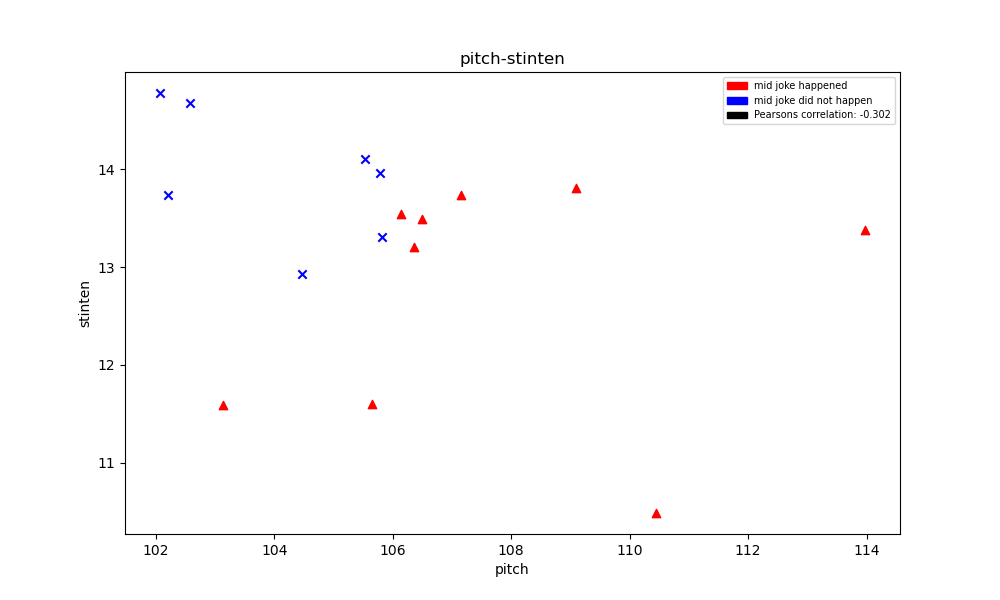 pitch-stinten
mid joke happened
mid joke did not happen
Pearsons correlation: -0.302
14
13
12
11
stinten
102
104
106
108
110
112
114
pitch